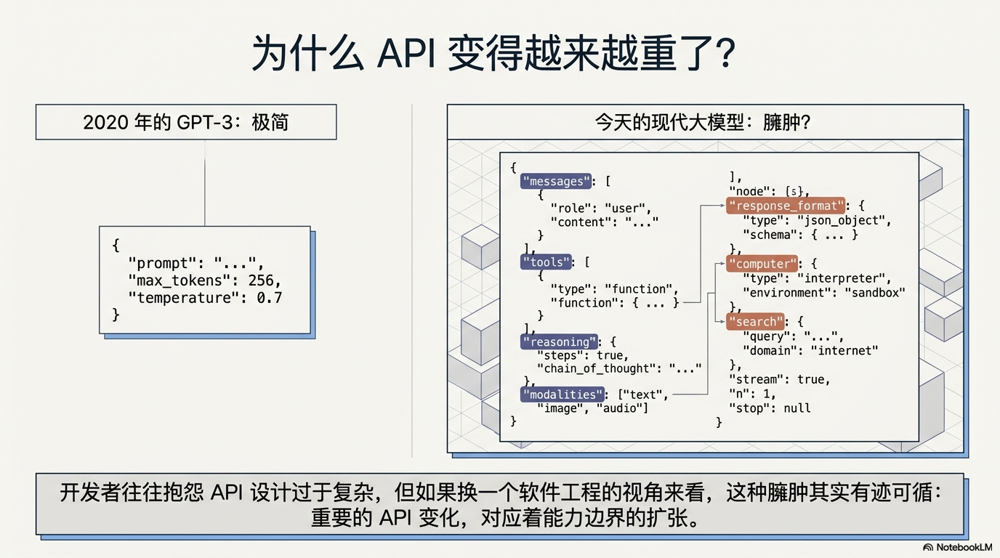 为什么 API 变得越来越重了？
2020 年的 GPT-3：极简
{
"prompt": "...",
"max_tokens": 256,
"temperature": 0.7
}
今天的现代大模型：臃肿？
{
"messages": [
{
"role": "user",
"content": "..."
}
],
"tools": [
{
"type": "function",
"function": { ... }
}
],
"reasoning": {
"steps": true,
"chain_of_thought": "..."
},
"modalities": ["text",
"image", "audio"]
}
],
"node": [s},
"response_format": {
"type": "json_object",
"schema": { ... }
},
"computer": {
"type": "interpreter",
"environment": "sandbox"
},
"search": {
"query": "...",
"domain": "internet"
},
"stream": true,
"n": 1,
"stop": null
}
开发者往往抱怨 API 设计过于复杂，但如果换一个软件工程的视角来看，这种臃肿其实有迹可循：
重要的 API 变化，对应着能力边界的扩张。
NotebookLM